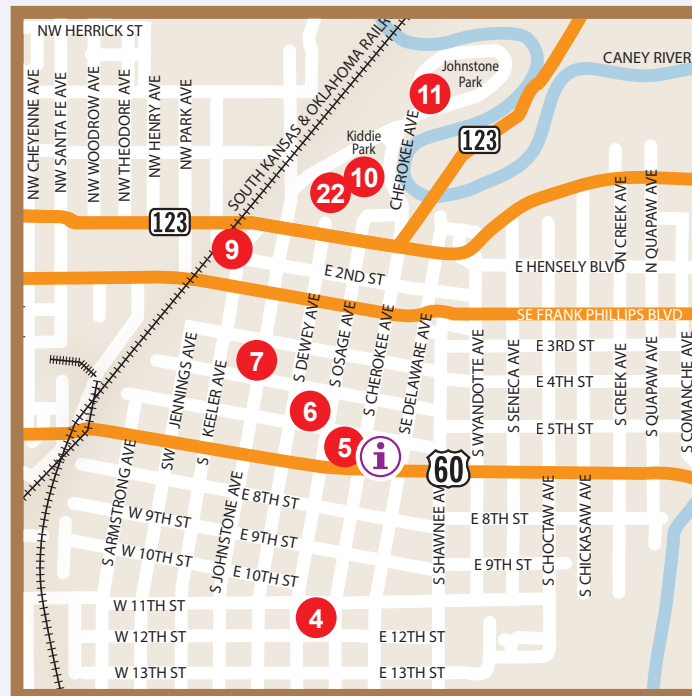 NW HERRICK ST
SOUTH KANSAS & OKLAHOMA RAILR
Johnstone
Park
CANEY RIVER
11
NW CHEYENNE AVE
NW SANTA FE AVE
NW WOODROW AVE
NW THEODORE AVE
NW HENRY AVE
NW PARK AVE
Kiddie
Park
CHEROKEE AVE
123
10
22
123
9
N CREEK AVE
N QUAPAW AVE
E 2ND ST
E HENSELY BLVD
SE FRANK PHILLIPS BLVD
7
S DEWEY AVE
S OSAGE AVE
S CHEROKEE AVE
SE DELAWARE AVE
S WYANDOTTE AVE
S SENECA AVE
E 3RD ST
E 4TH ST
E 5TH ST
S CREEK AVE
S QUAPAW AVE
S COMANCHE AVE
SW JENNINGS AVE
S KEELER AVE
6
5
i
60
S ARMSTRONG AVE
S JOHNSTONE AVE
W 9TH ST
W 10TH ST
E 8TH ST
E 9TH ST
E 10TH ST
S SHAWNEE AVE
E 8TH ST
E 9TH ST
S CHOCTAW AVE
S CHICKASAW AVE
W 11TH ST
4
W 12TH ST
E 12TH ST
W 13TH ST
E 13TH ST